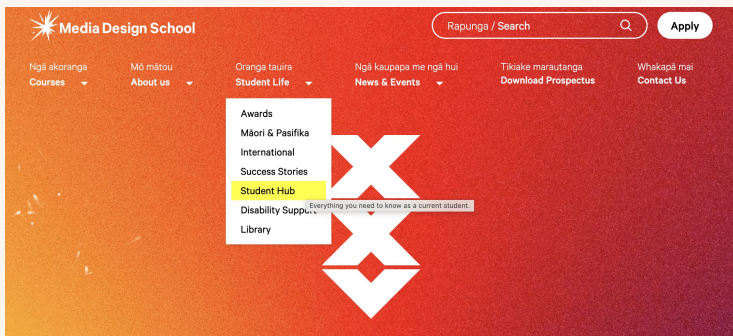 Media Design School
Rapunga / Search
Apply
Ngā akoranga
Courses
Mō mātou
About us
Oranga tauira
Student Life
Ngā kaupapa me ngā hui
News & Events
Tikiake marautanga
Download Prospectus
Whakapā mai
Contact Us
Awards
Māori & Pasifika
International
Success Stories
Student Hub
Everything you need to know as a current student.
Disability Support
Library